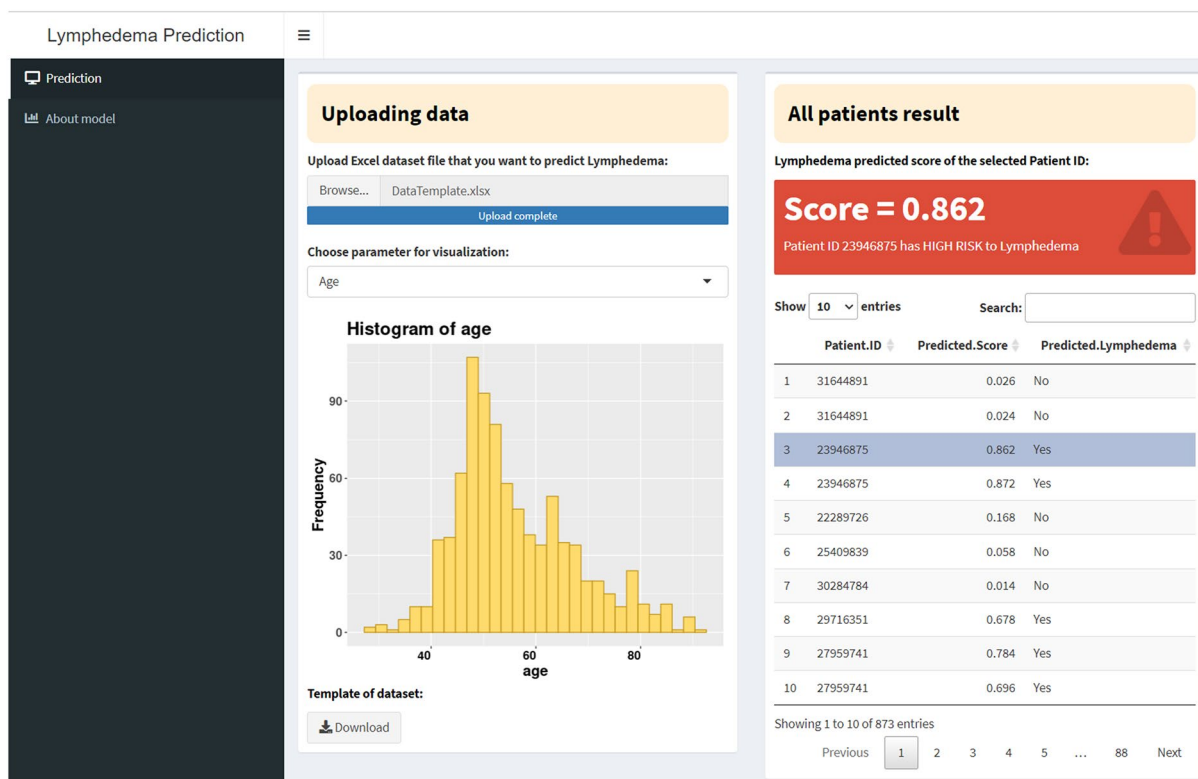 Lymphedema Prediction
Prediction
About model
Uploading data
Upload Excel dataset file that you want to predict Lymphedema:
Browse... DataTemplate.xlsx
Upload complete
Choose parameter for visualization:
Age
Histogram of age
Frequency
90
60
30
0
40 60 80
age
Template of dataset:
Download
All patients result
Lymphedema predicted score of the selected Patient ID:
Score = 0.862
Patient ID 23946875 has HIGH RISK to Lymphedema
Show 10 entries Search:
Patient.ID Predicted.Score Predicted.Lymphedema
1 31644891 0.026 No
2 31644891 0.024 No
3 23946875 0.862 Yes
4 23946875 0.872 Yes
5 22289726 0.168 No
6 25409839 0.058 No
7 30284784 0.014 No
8 29716351 0.678 Yes
9 27959741 0.784 Yes
10 27959741 0.696 Yes
Showing 1 to 10 of 873 entries
Previous 1 2 3 4 5 ... 88 Next